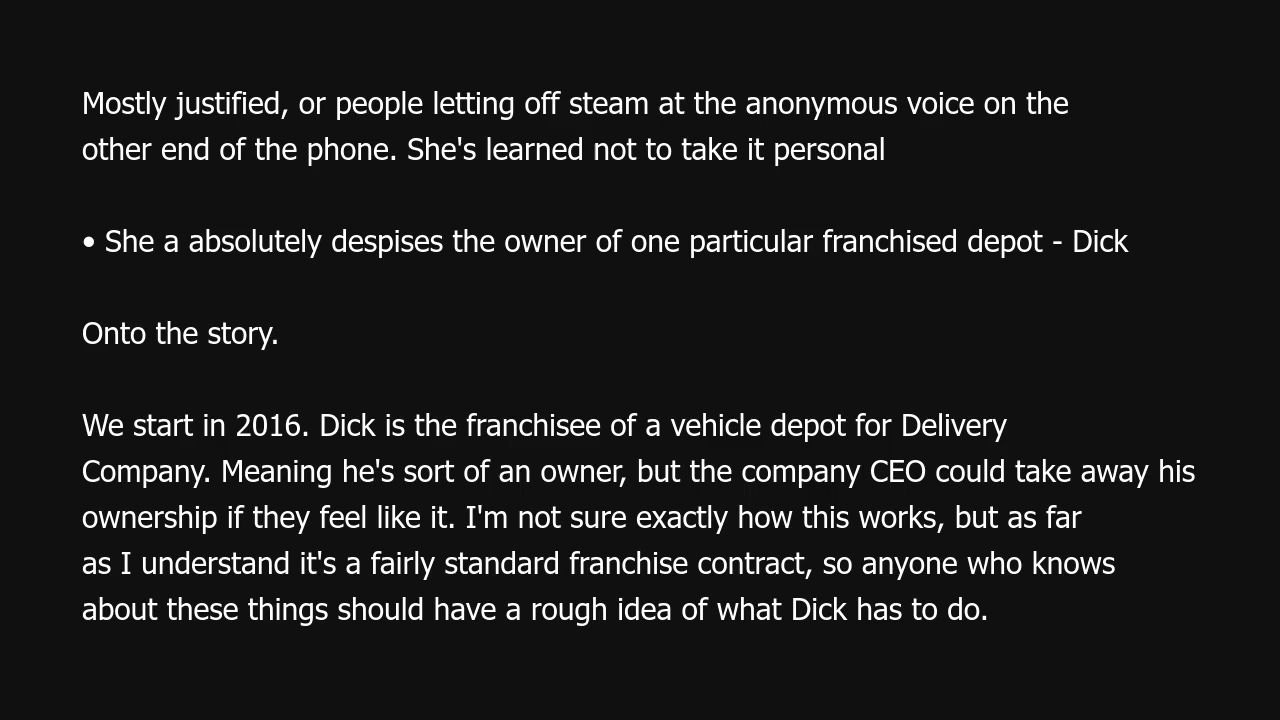 Mostly justified, or people letting off steam at the anonymous voice on the
other end of the phone. She's learned not to take it personal
• She a absolutely despises the owner of one particular franchised depot - Dick
Onto the story.
We start in 2016. Dick is the franchisee of a vehicle depot for Delivery
Company. Meaning he's sort of an owner, but the company CEO could take away his
ownership if they feel like it. I'm not sure exactly how this works, but as far
as I understand it's a fairly standard franchise contract, so anyone who knows
about these things should have a rough idea of what Dick has to do.